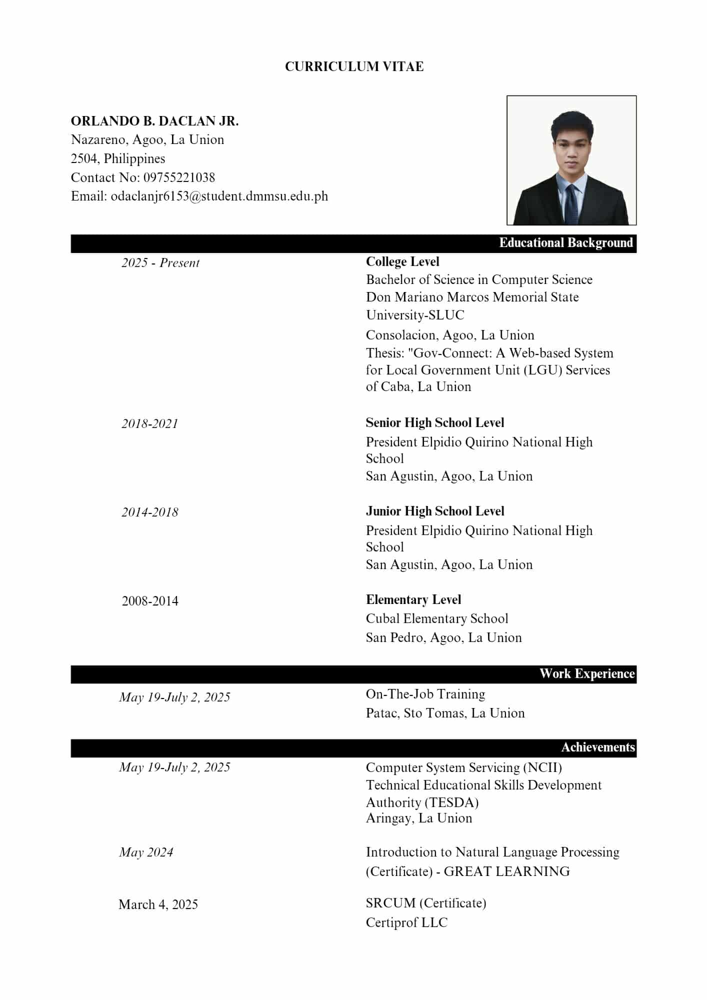 CURRICULUM VITAE
ORLANDO B. DACLAN JR.
Nazareno, Agoo, La Union
2504, Philippines
Contact No: 09755221038
Email: odaclanjr6153@student.dmmsu.edu.ph
Educational Background
2025 - Present
College Level
Bachelor of Science in Computer Science
Don Mariano Marcos Memorial State
University-SLUC
Consolacion, Agoo, La Union
Thesis: "Gov-Connect: A Web-based System
for Local Government Unit (LGU) Services
of Caba, La Union
2018-2021
Senior High School Level
President Elpidio Quirino National High
School
San Agustin, Agoo, La Union
2014-2018
Junior High School Level
President Elpidio Quirino National High
School
San Agustin, Agoo, La Union
2008-2014
Elementary Level
Cubal Elementary School
San Pedro, Agoo, La Union
Work Experience
May 19-July 2, 2025
On-The-Job Training
Patac, Sto Tomas, La Union
Achievements
May 19-July 2, 2025
Computer System Servicing (NCII)
Technical Educational Skills Development
Authority (TESDA)
Aringay, La Union
May 2024
Introduction to Natural Language Processing
(Certificate) - GREAT LEARNING
March 4, 2025
SRCUM (Certificate)
Certiprof LLC